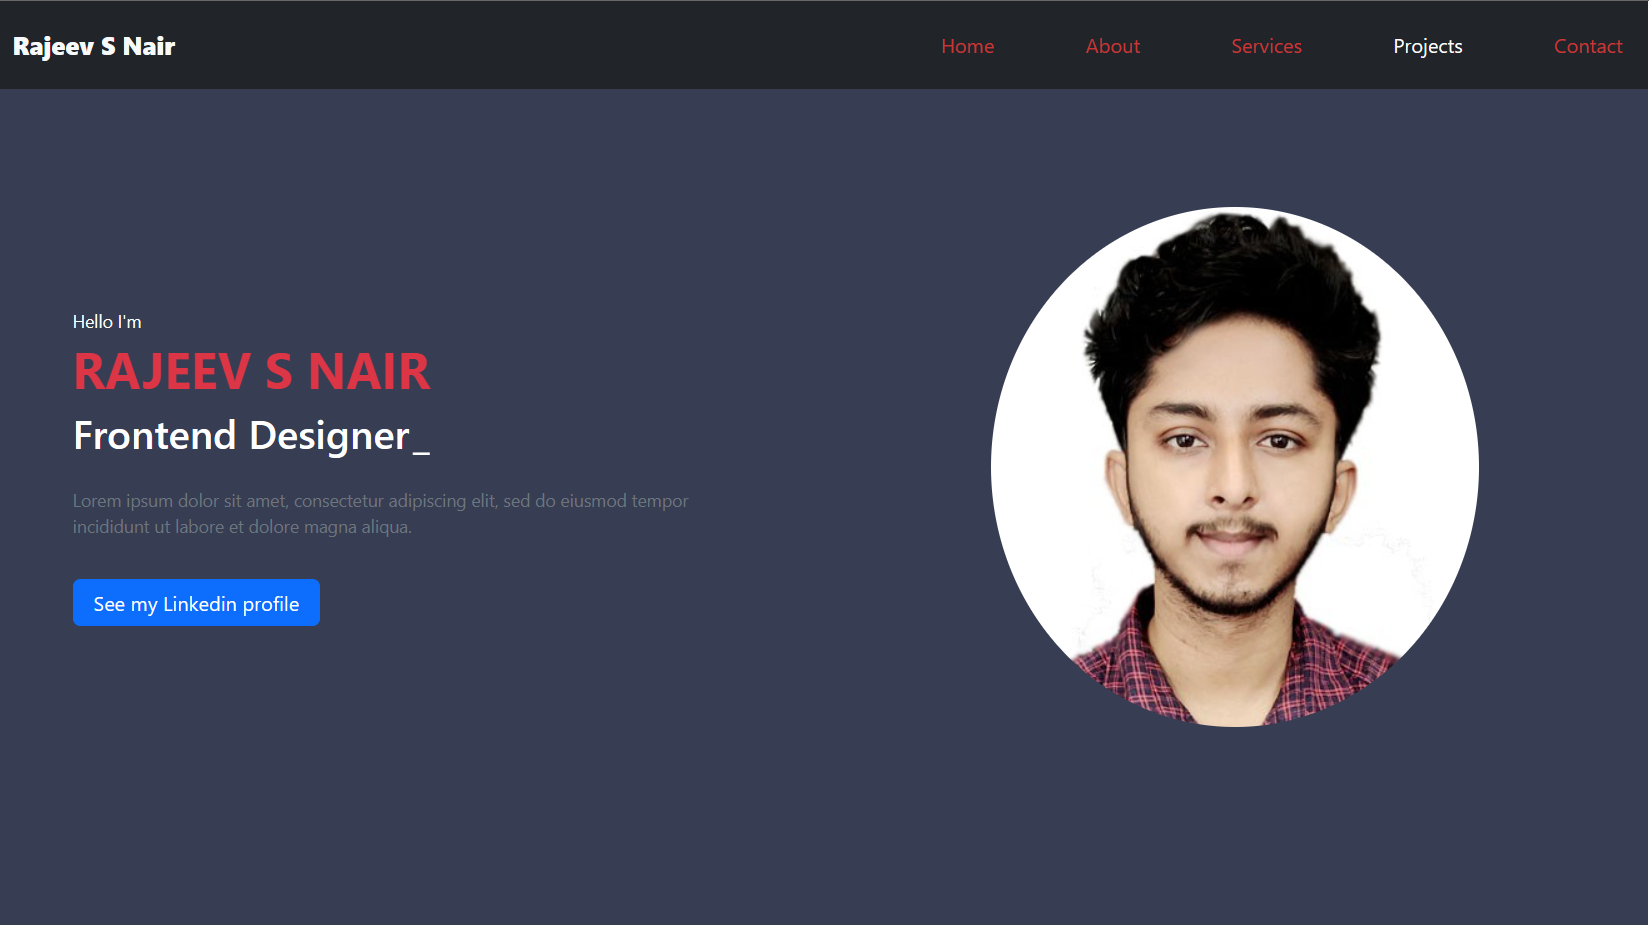 Rajeev S Nair
Home
About
Services
Projects
Contact
Hello I'm
RAJEEV S NAIR
Frontend Designer_
Lorem ipsum dolor sit amet, consectetur adipiscing elit, sed do eiusmod tempor
incididunt ut labore et dolore magna aliqua.
See my Linkedin profile